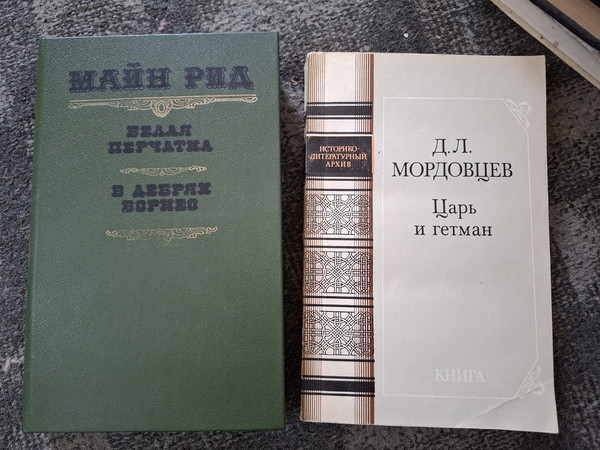 МАЙН РИД
БЕЛАЯ
ПЕРЧАТКА
В ДЕБРЯХ
БОРНЕО
ИСТОРИКО-
ЛИТЕРАТУРНЫЙ
АРХИВ
Д.Л.
МОРДОВЦЕВ
Царь
и гетман
·КНИГА·